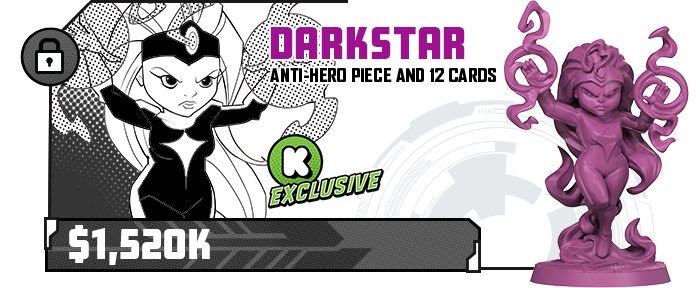 DARKSTAR
ANTI-HERO PIECE AND 12 CARDS
K
EXCLUSIVE
$1,520K